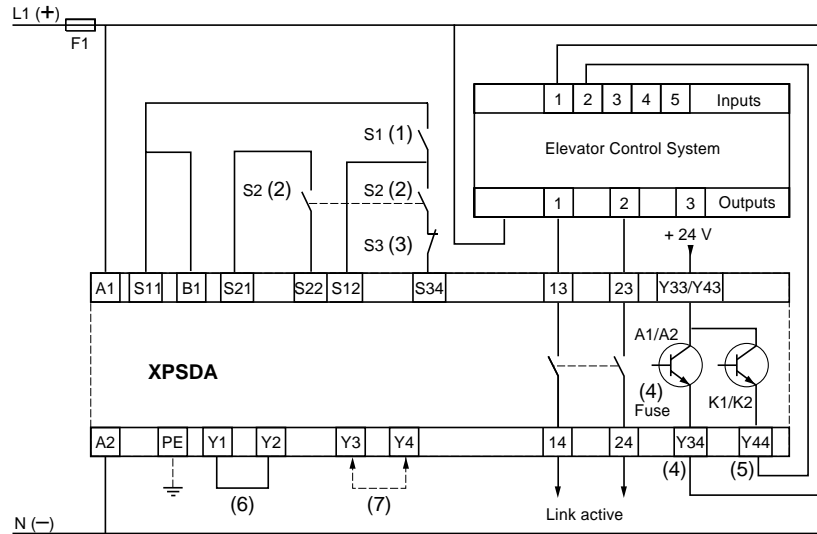 L1 (+)
F1
1 2 3 4 5 Inputs
S1 (1)
Elevator Control System
S2 (2) S2 (2)
1 2 3 Outputs
S3 (3)
+ 24 V
A1 S11 B1 S21 S22 S12 S34 13 23 Y33/Y43
A1/A2
XPSDA
(4)
Fuse
K1/K2
A2 PE Y1 Y2 Y3 Y4 14 24 Y34 Y44
(4) (5)
(6) (7)
Link active
N (–)